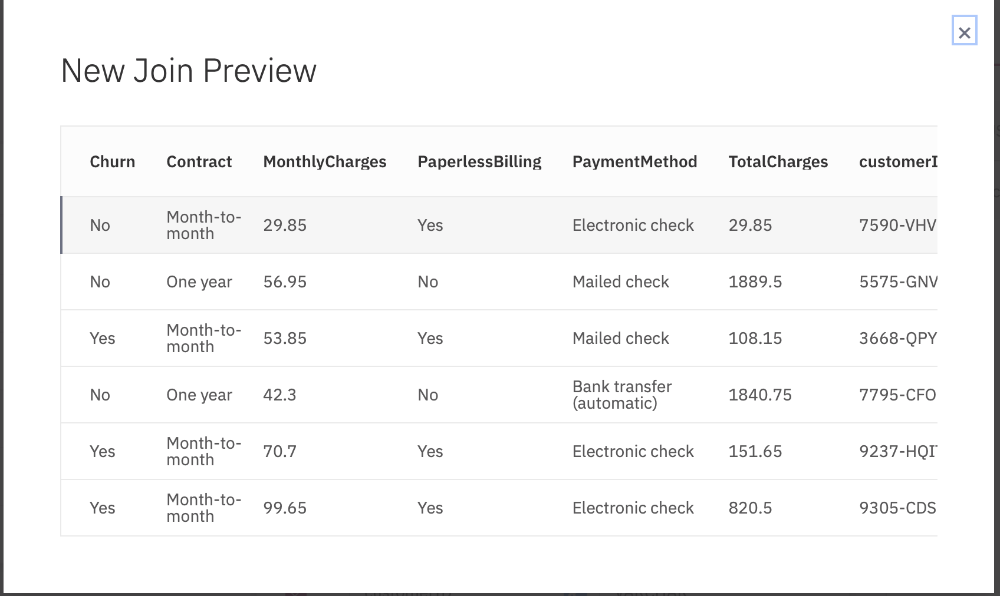 New Join Preview
Churn Contract MonthlyCharges PaperlessBilling PaymentMethod TotalCharges
No Month-to-month 29.85 Yes Electronic check 29.85 7590-VHV
No One year 56.95 No Mailed check 1889.5 5575-GNV
Yes Month-to-month 53.85 Yes Mailed check 108.15 3668-QPY
No One year 42.3 No Bank transfer (automatic) 1840.75 7795-CFO
Yes Month-to-month 70.7 Yes Electronic check 151.65 9237-HQI
Yes Month-to-month 99.65 Yes Electronic check 820.5 9305-CDS